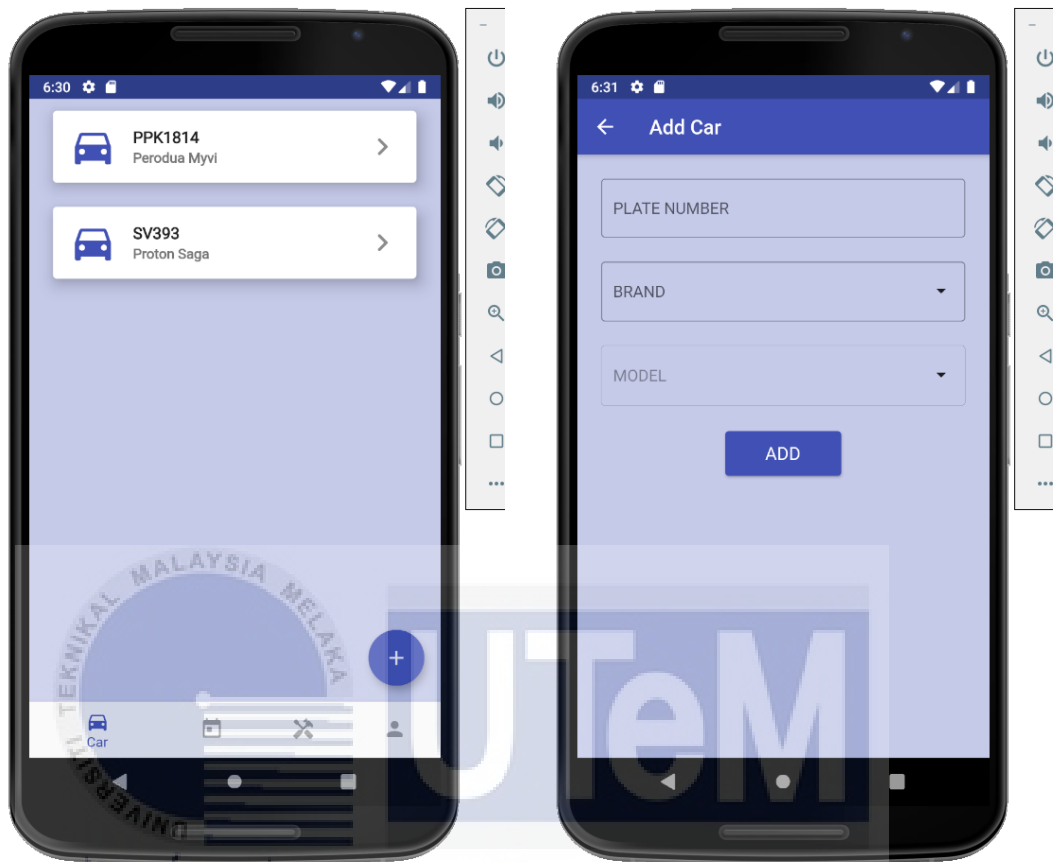 6:30
PPK1814
Perodua Myvi
SV393
Proton Saga
Car
6:31
Add Car
PLATE NUMBER
BRAND
MODEL
ADD
UNIVERSITI TEKNIKAL MALAYSIA MELAKA
UTeM